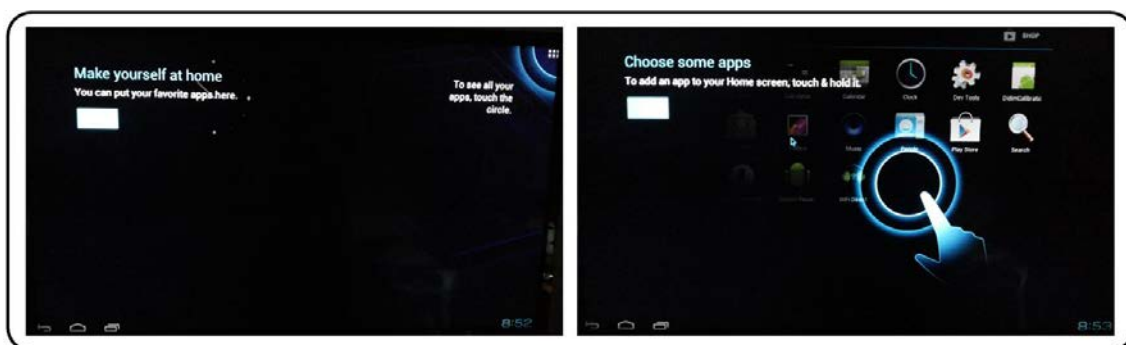 Make yourself at home
You can put your favorite apps here.
To see all your
apps, touch the
circle.
8:52
SHOP
Choose some apps
To add an app to your Home screen, touch & hold it.
Calendar
Clock
Dev Tools
People
Play Store
Search
Music
8:53